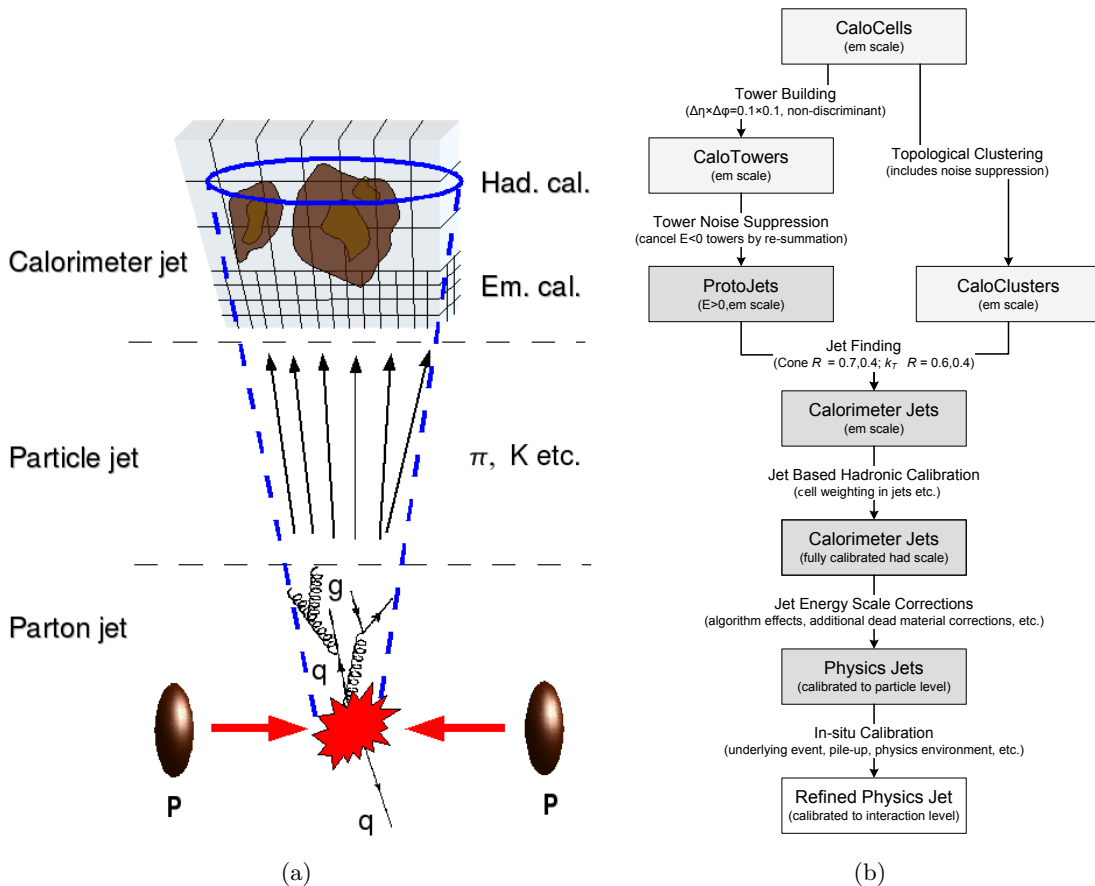 Had. cal.
Calorimeter jet
Em. cal.
Particle jet
π, K etc.
g
Parton jet
q
P
P
q
(a)
CaloCells
(em scale)
Tower Building
(Δη×Δφ=0.1×0.1, non-discriminant)
CaloTowers
(em scale)
Topological Clustering
(includes noise suppression)
Tower Noise Suppression
(cancel E<0 towers by re-summation)
ProtoJets
(E>0,em scale)
CaloClusters
(em scale)
Jet Finding
(Cone R = 0.7,0.4; kT R = 0.6,0.4)
Calorimeter Jets
(em scale)
Jet Based Hadronic Calibration
(cell weighting in jets etc.)
Calorimeter Jets
(fully calibrated had scale)
Jet Energy Scale Corrections
(algorithm effects, additional dead material corrections, etc.)
Physics Jets
(calibrated to particle level)
In-situ Calibration
(underlying event, pile-up, physics environment, etc.)
Refined Physics Jet
(calibrated to interaction level)
(b)